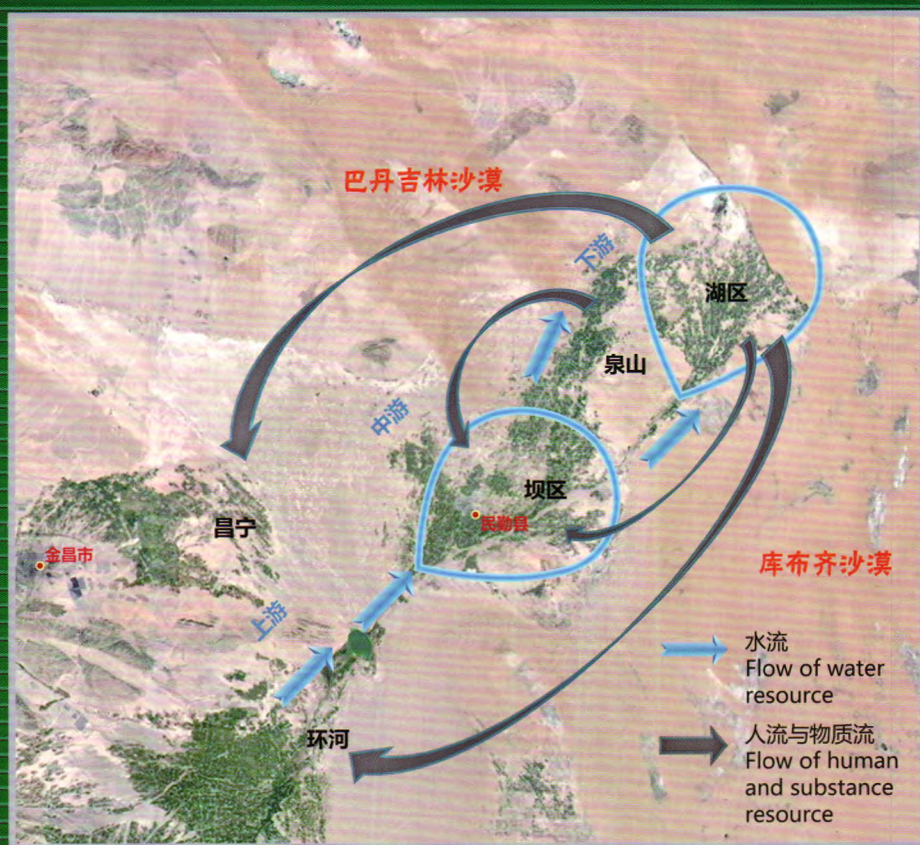 巴丹吉林沙漠
下游
湖区
泉山
中游
坝区
民勤县
昌宁
金昌市
库布齐沙漠
上游
水流
Flow of water
resource
环河
人流与物质流
Flow of human
and substance
resource